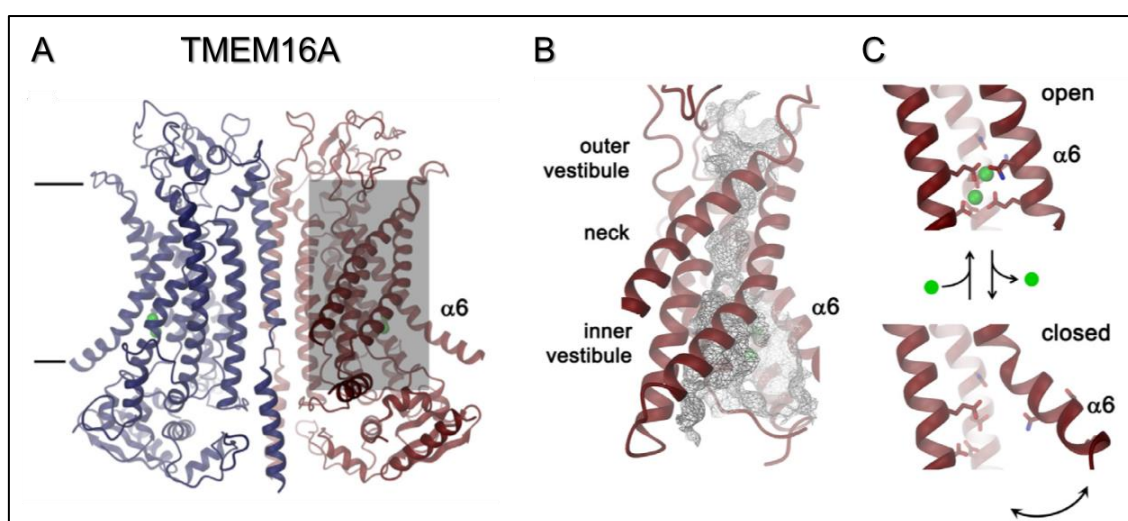 A
TMEM16A
α6
B
outer
vestibule
neck
inner
vestibule
α6
C
open
α6
closed
α6